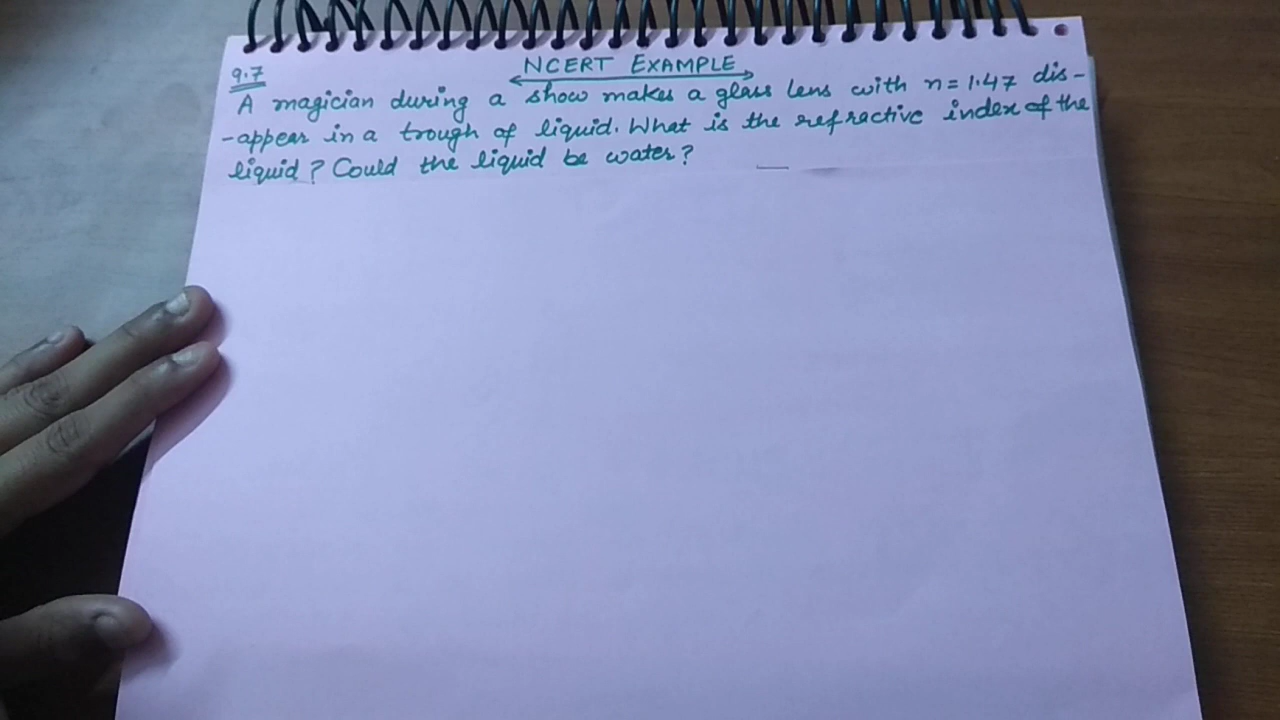 NCERT EXAMPLE
9.7
A magician during a show makes a glass lens with n=1.47 dis-
-appear in a trough of liquid. What is the refractive index of the
liquid? Could the liquid be water?